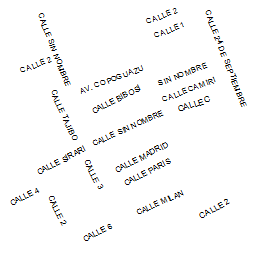 CALLE 2
CALLE 1
CALLE SIN NOMBRE
CALLE 24 DE SEPTIEMBRE
CALLE 2
AV. COPOGUAZU
SIN NOMBRE
CALLE BIBOSI
CALLE CAMIRI
CALLE C
CALLE TAJIBO
CALLE SIN NOMBRE
CALLE SIRARI
CALLE MADRID
CALLE 3
CALLE PARIS
CALLE 4
CALLE 2
CALLE MILAN
CALLE 2
CALLE 6